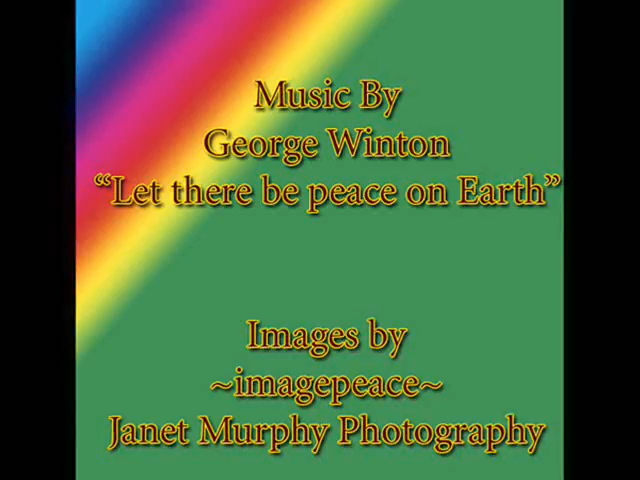 Music By
George Winton
“Let there be peace on Earth”
Images by
~imagepeace~
Janet Murphy Photography